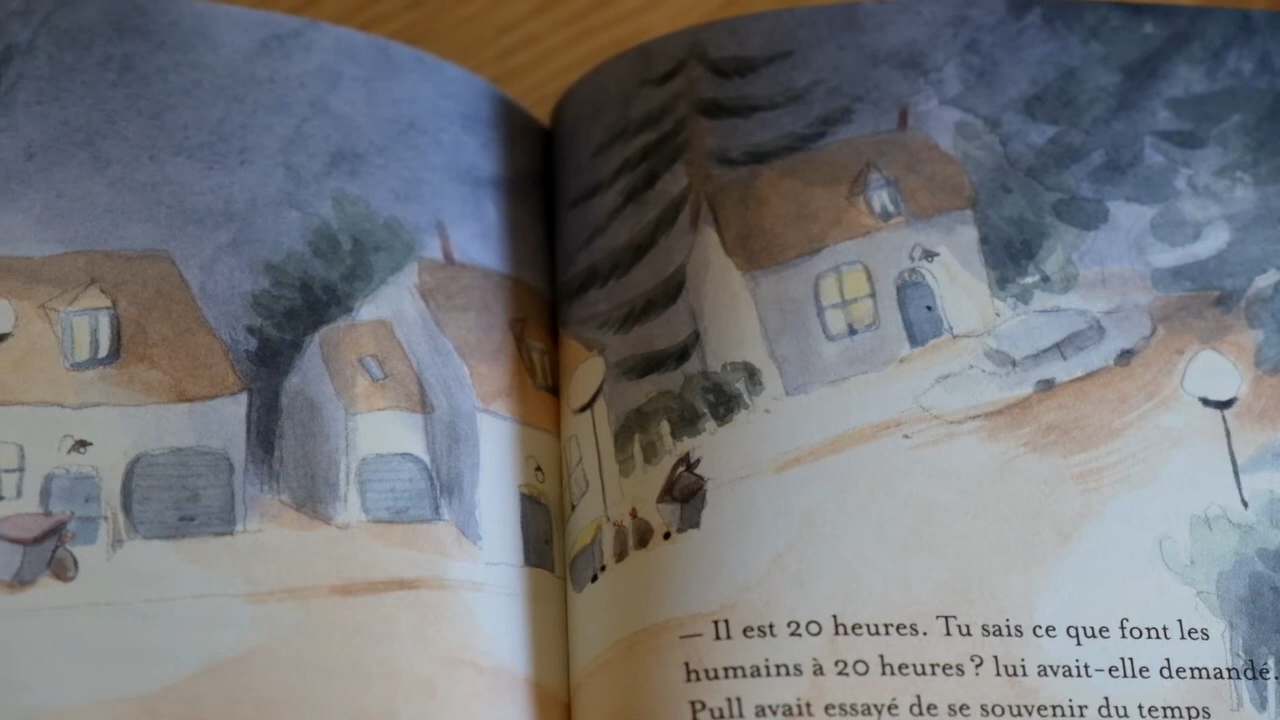 — Il est 20 heures. Tu sais ce que font les
humains à 20 heures ? lui avait-elle demandé.
Pull avait essayé de se souvenir du temps